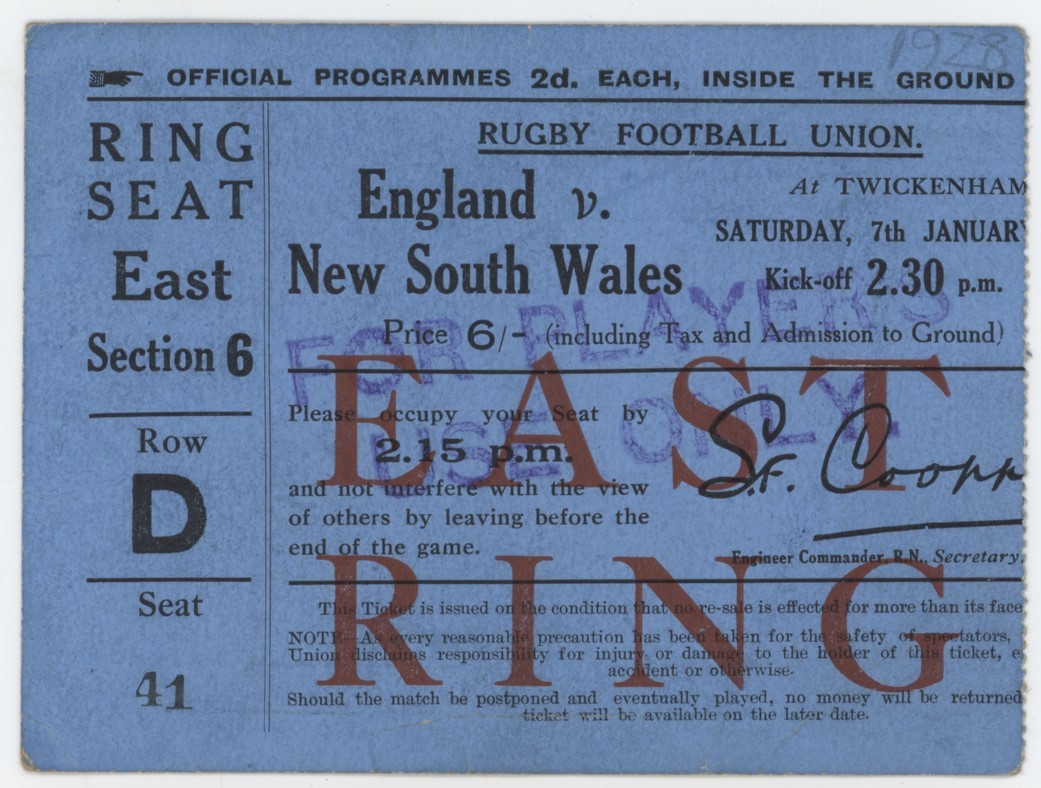 1928
OFFICIAL PROGRAMMES 2d. EACH, INSIDE THE GROUND
RING
SEAT
East
Section 6
Row
D
Seat
41
RUGBY FOOTBALL UNION.
England v.
New South Wales
At TWICKENHAM
SATURDAY, 7th JANUARY
Kick-off 2.30 p.m.
Price 6/- (including Tax and Admission to Ground)
FOR PLAYERS
USE ONLY
EAST
RING
Please occupy your Seat by
2.15 p.m.
and not interfere with the view
of others by leaving before the
end of the game.
S.F. Coopp
Engineer Commander, R.N., Secretary.
This Ticket is issued on the condition that no re-sale is effected for more than its face
NOTE—As every reasonable precaution has been taken for the safety of spectators,
Union disclaims responsibility for injury or damage to the holder of this ticket, e
accident or otherwise.
Should the match be postponed and eventually played, no money will be returned
ticket will be available on the later date.